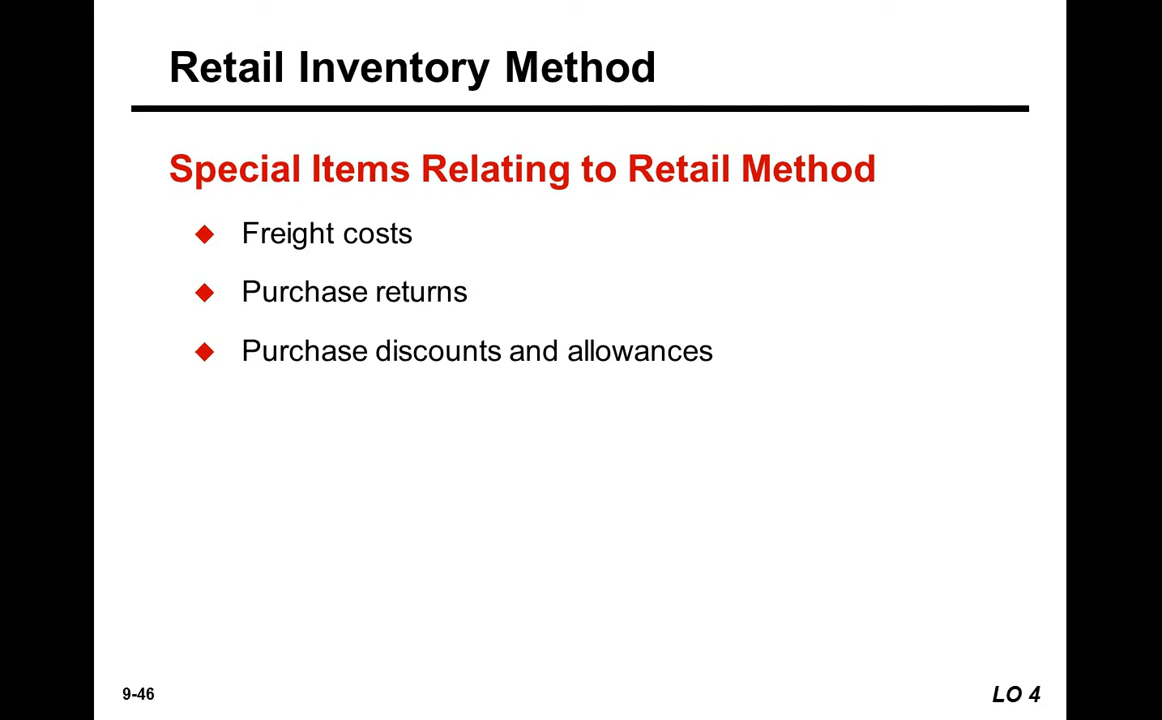 Retail Inventory Method
Special Items Relating to Retail Method
Freight costs
Purchase returns
Purchase discounts and allowances
9-46
LO 4